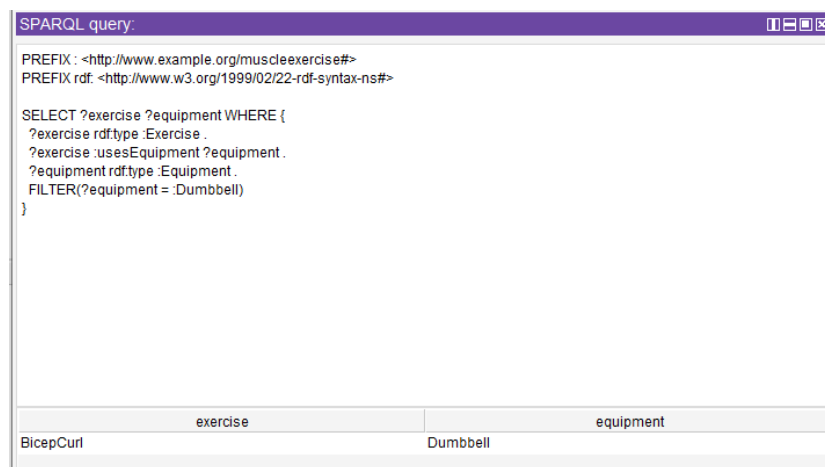 SPARQL query:
PREFIX : <http://www.example.org/muscleexercise#>
PREFIX rdf: <http://www.w3.org/1999/02/22-rdf-syntax-ns#>
SELECT ?exercise ?equipment WHERE {
?exercise rdf:type :Exercise .
?exercise :usesEquipment ?equipment .
?equipment rdf:type :Equipment .
FILTER(?equipment = :Dumbbell)
}
exercise equipment
BicepCurl Dumbbell